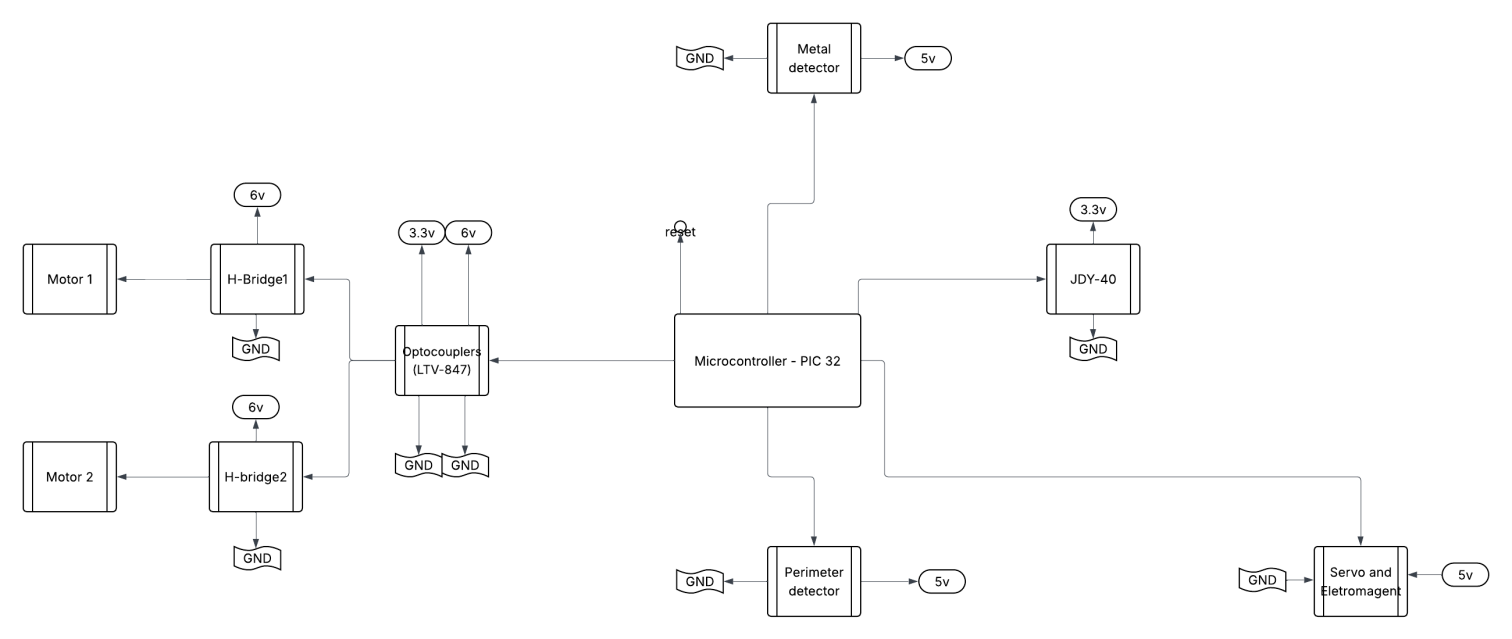 Metal
detector
GND
5v
6v
3.3v
6v
reset
3.3v
Motor 1
H-Bridge1
JDY-40
GND
GND
Optocouplers
(LTV-847)
Microcontroller - PIC 32
6v
Motor 2
H-bridge2
GND
GND
GND
Perimeter
detector
GND
5v
GND
Servo and
Eletromagent
5v